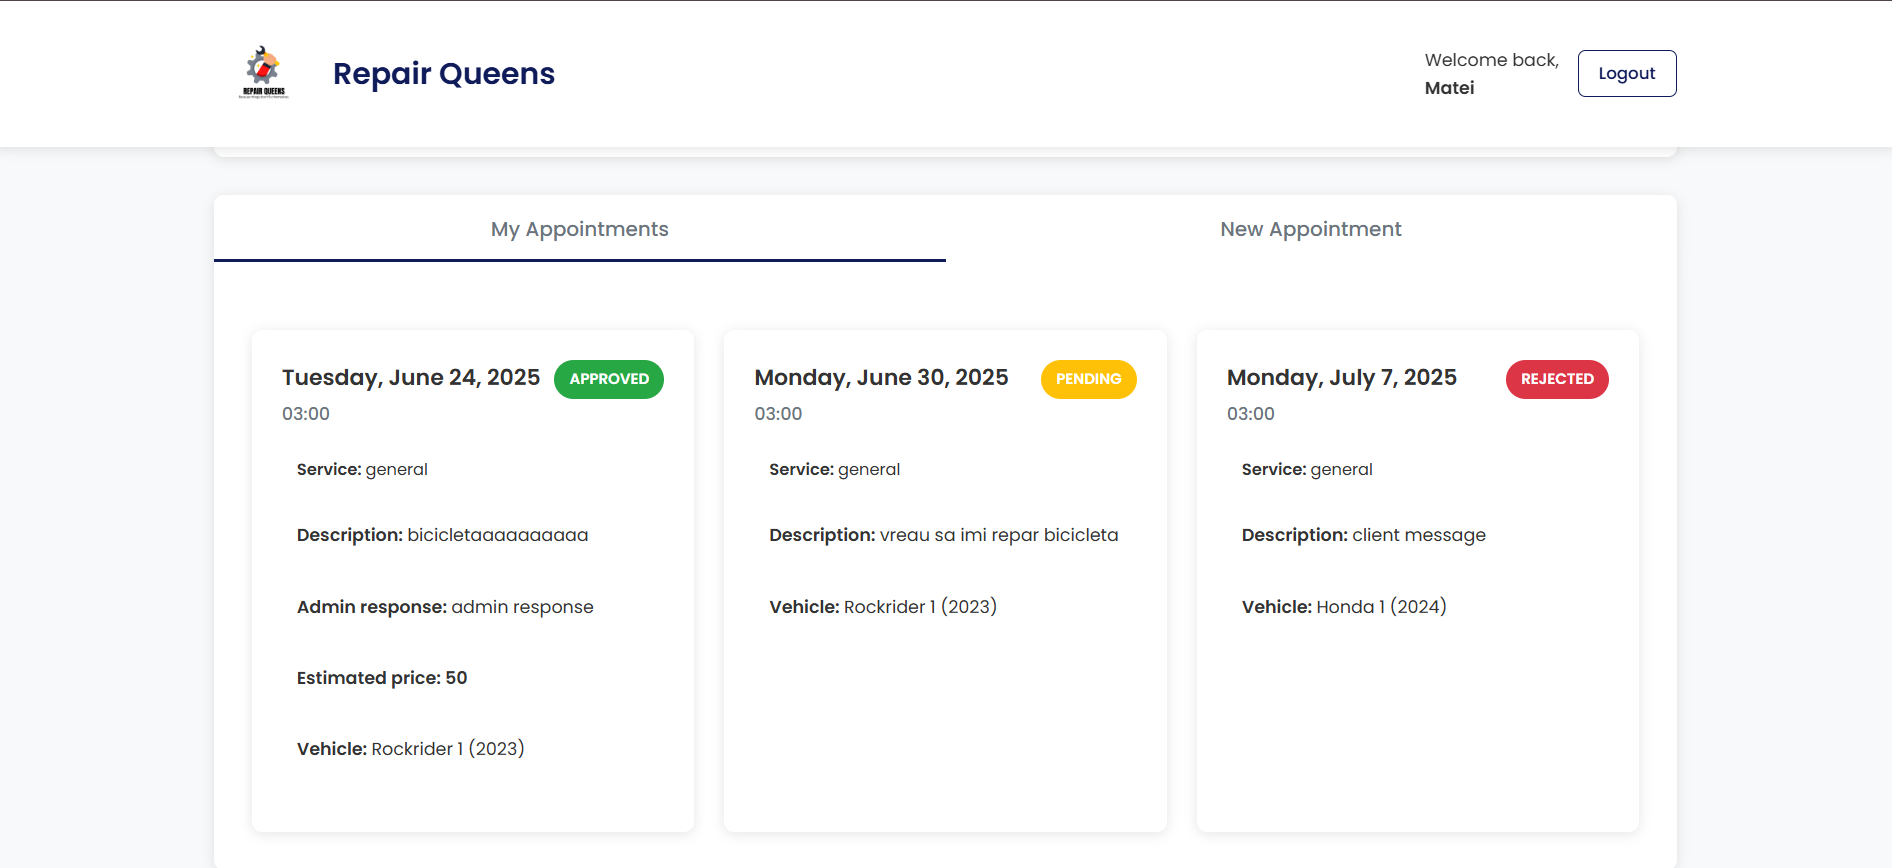 REPAIR QUEENS
Repair Queens
Welcome back,
Matei
Logout
My Appointments
New Appointment
Tuesday, June 24, 2025
APPROVED
03:00
Service: general
Description: bicicletaaaaaaaaaa
Admin response: admin response
Estimated price: 50
Vehicle: Rockrider 1 (2023)
Monday, June 30, 2025
PENDING
03:00
Service: general
Description: vreau sa imi repar bicicleta
Vehicle: Rockrider 1 (2023)
Monday, July 7, 2025
REJECTED
03:00
Service: general
Description: client message
Vehicle: Honda 1 (2024)